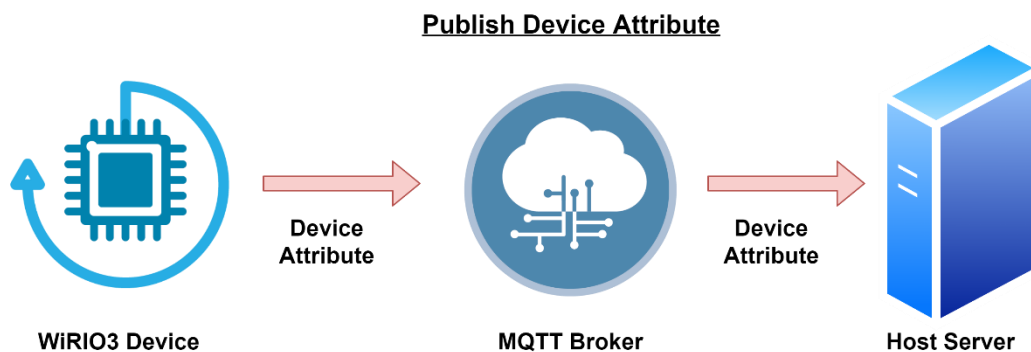 Publish Device Attribute
Device
Attribute
Device
Attribute
WiRIO3 Device
MQTT Broker
Host Server